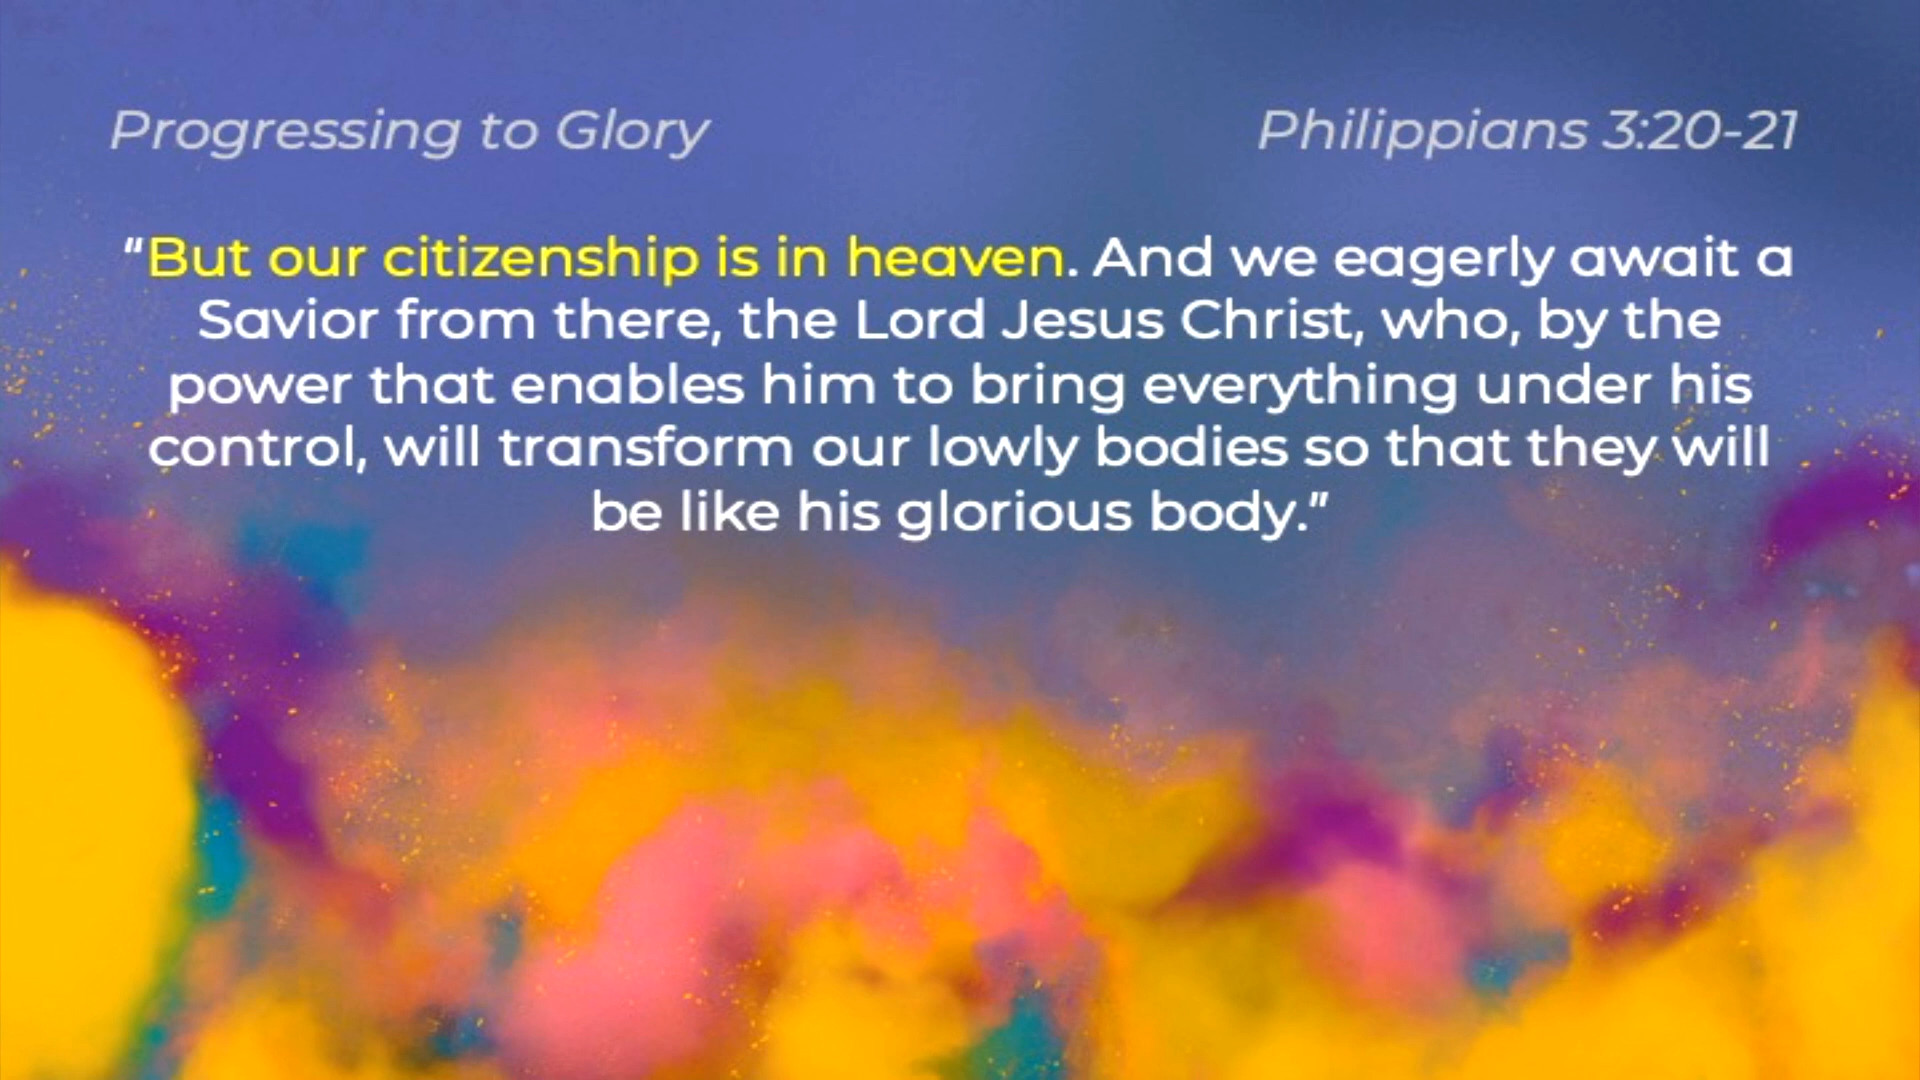 Progressing to Glory
Philippians 3:20-21
"But our citizenship is in heaven. And we eagerly await a
Savior from there, the Lord Jesus Christ, who, by the
power that enables him to bring everything under his
control, will transform our lowly bodies so that they will
be like his glorious body."